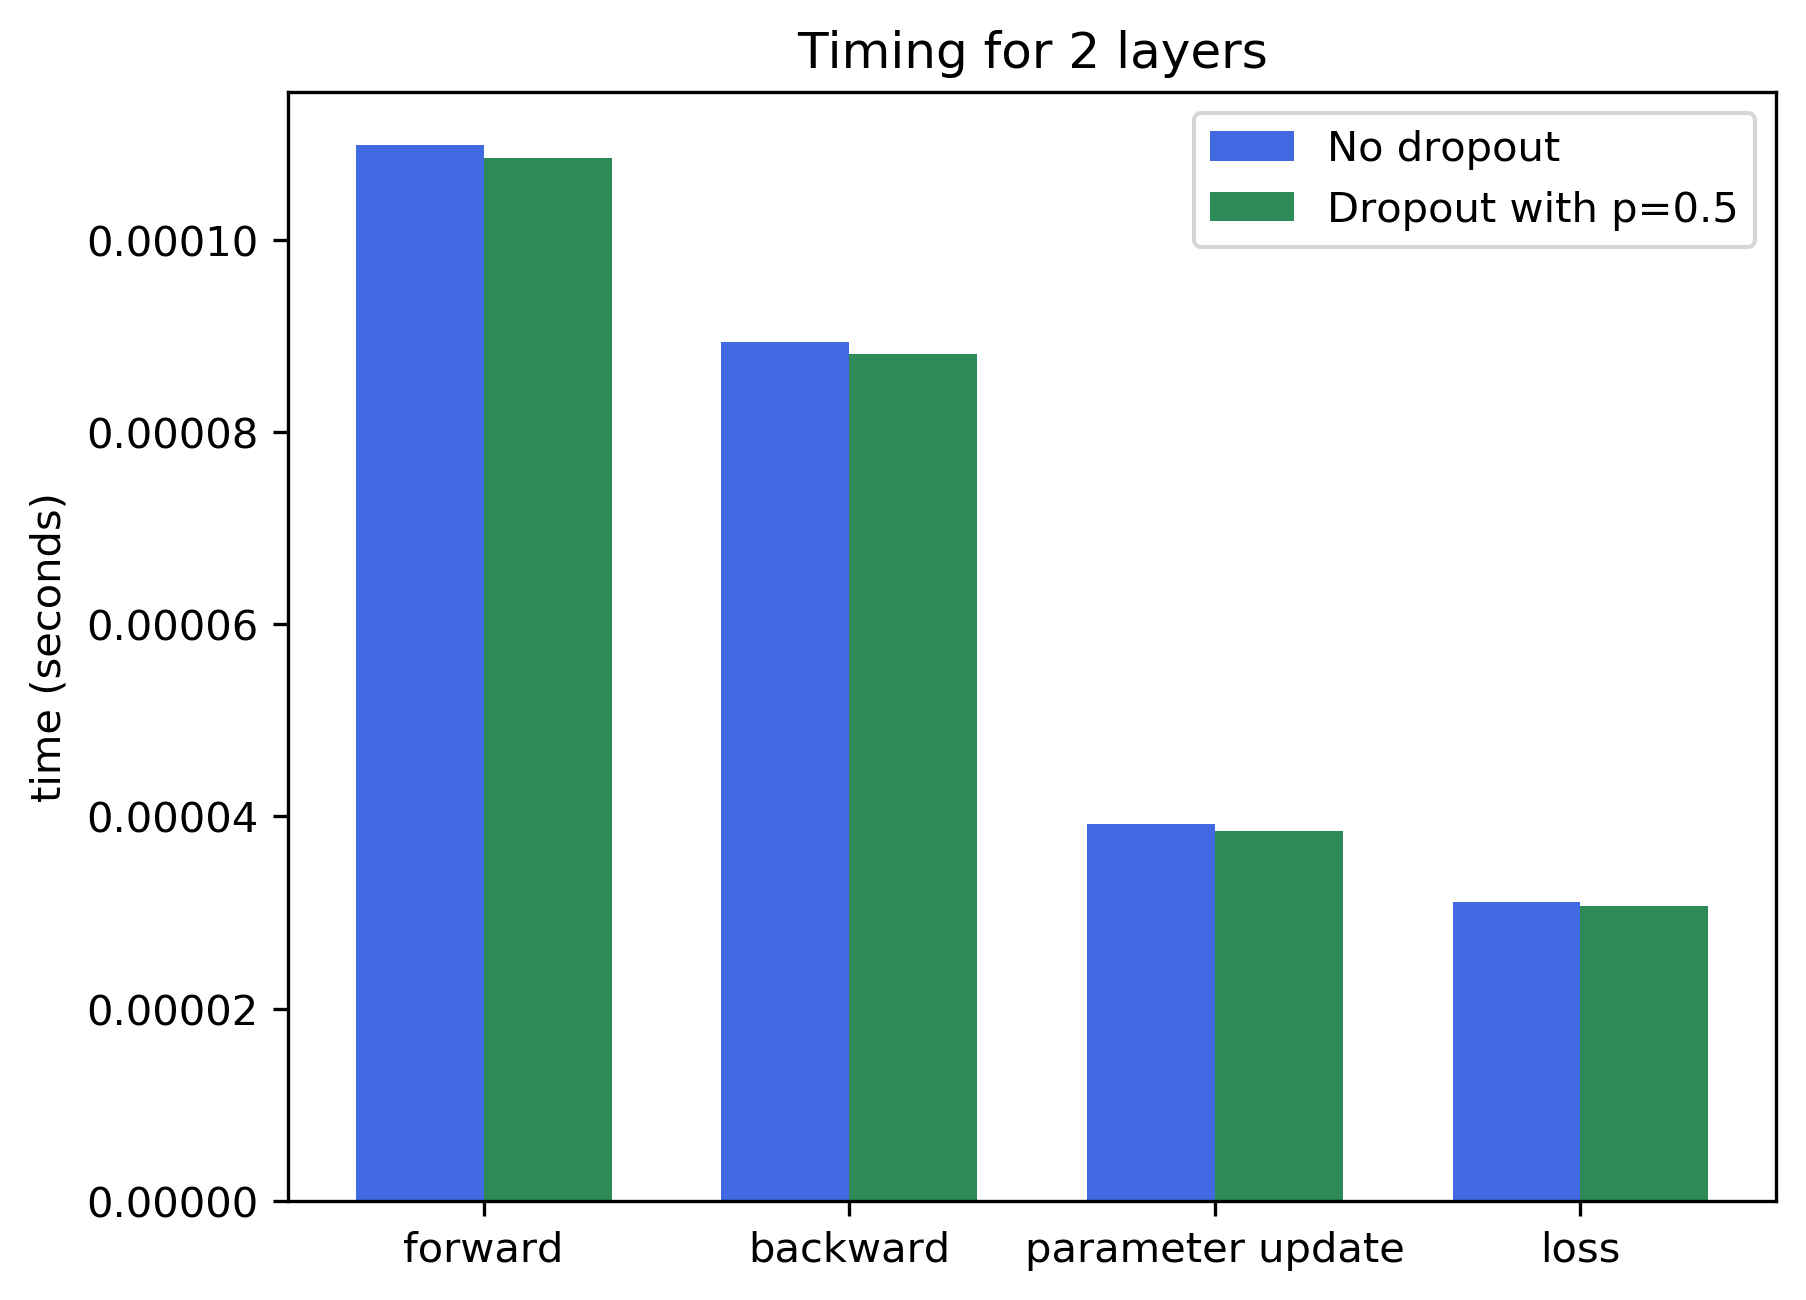 Timing for 2 layers
No dropout
Dropout with p=0.5
time (seconds)
0.00010
0.00008
0.00006
0.00004
0.00002
0.00000
forward
backward
parameter update
loss